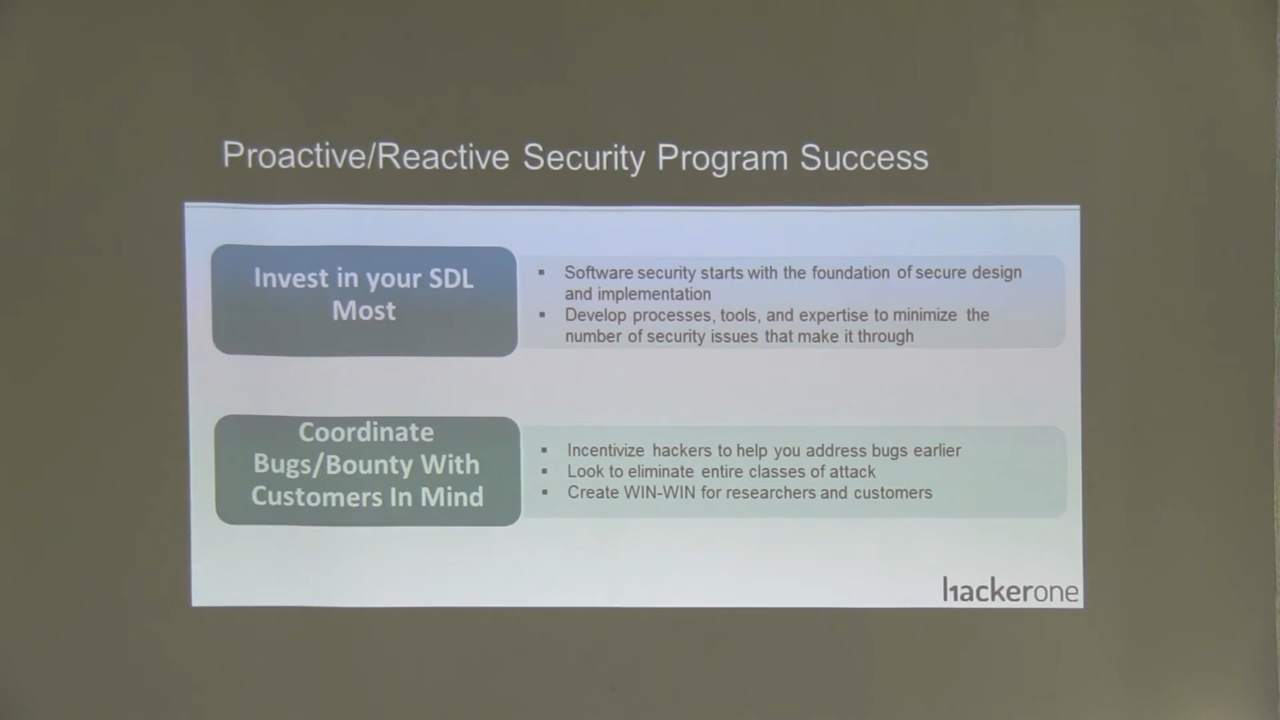 Proactive/Reactive Security Program Success
Invest in your SDL
Most
▪ Software security starts with the foundation of secure design
and implementation
▪ Develop processes, tools, and expertise to minimize the
number of security issues that make it through
Coordinate
Bugs/Bounty With
Customers In Mind
▪ Incentivize hackers to help you address bugs earlier
▪ Look to eliminate entire classes of attack
▪ Create WIN-WIN for researchers and customers
hackerone